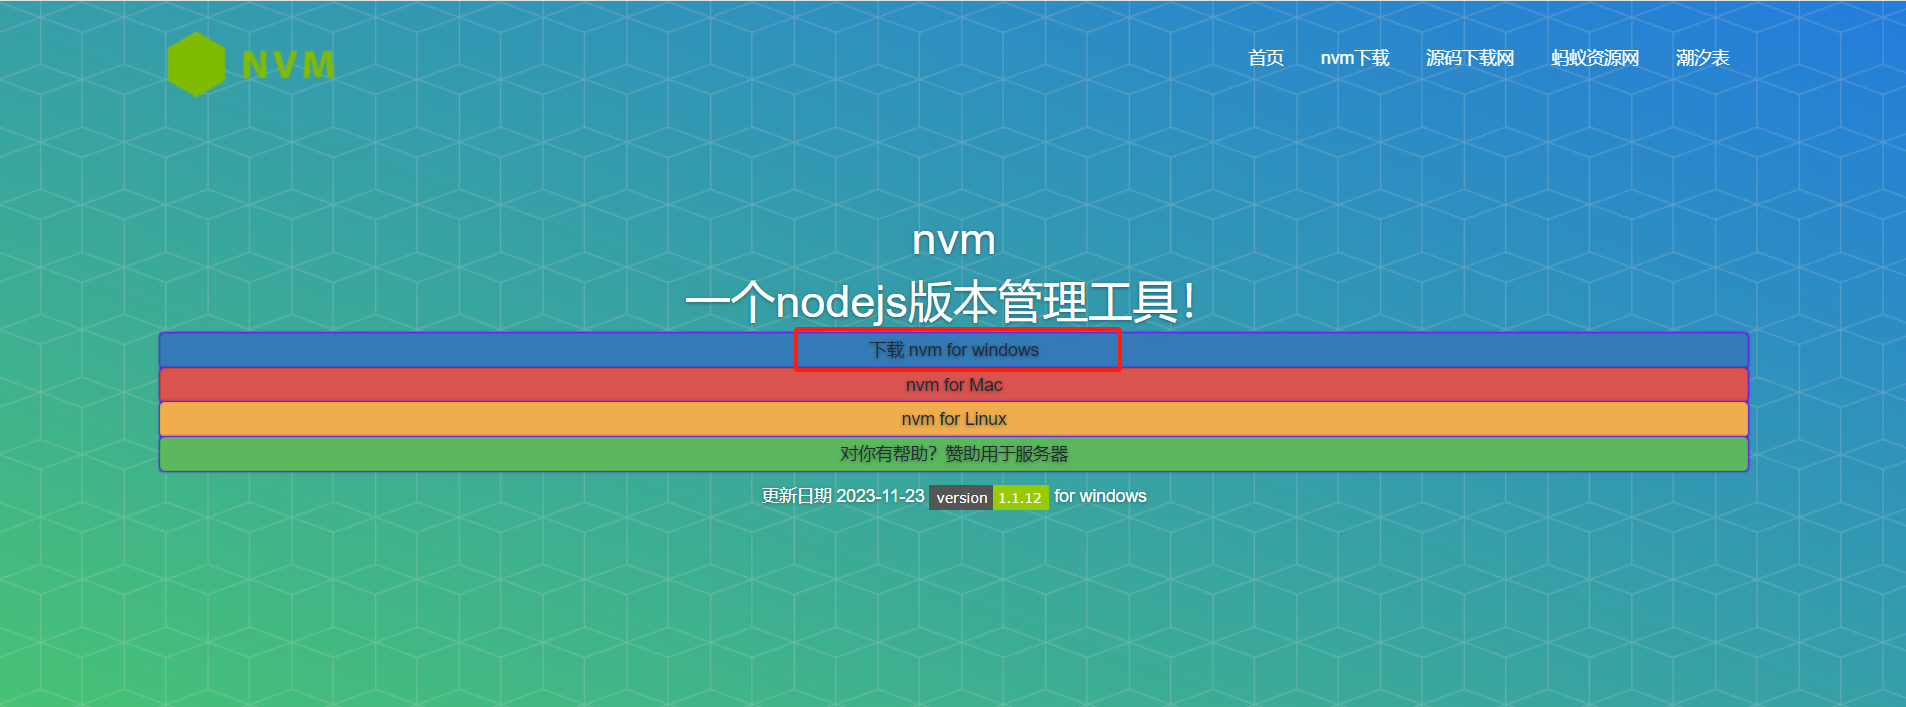 NVM
首页 nvm下载 源码下载网 蚂蚁资源网 潮汐表
nvm
一个nodejs版本管理工具！
下载 nvm for windows
nvm for Mac
nvm for Linux
对你有帮助？赞助用于服务器
更新日期 2023-11-23 version 1.1.12 for windows